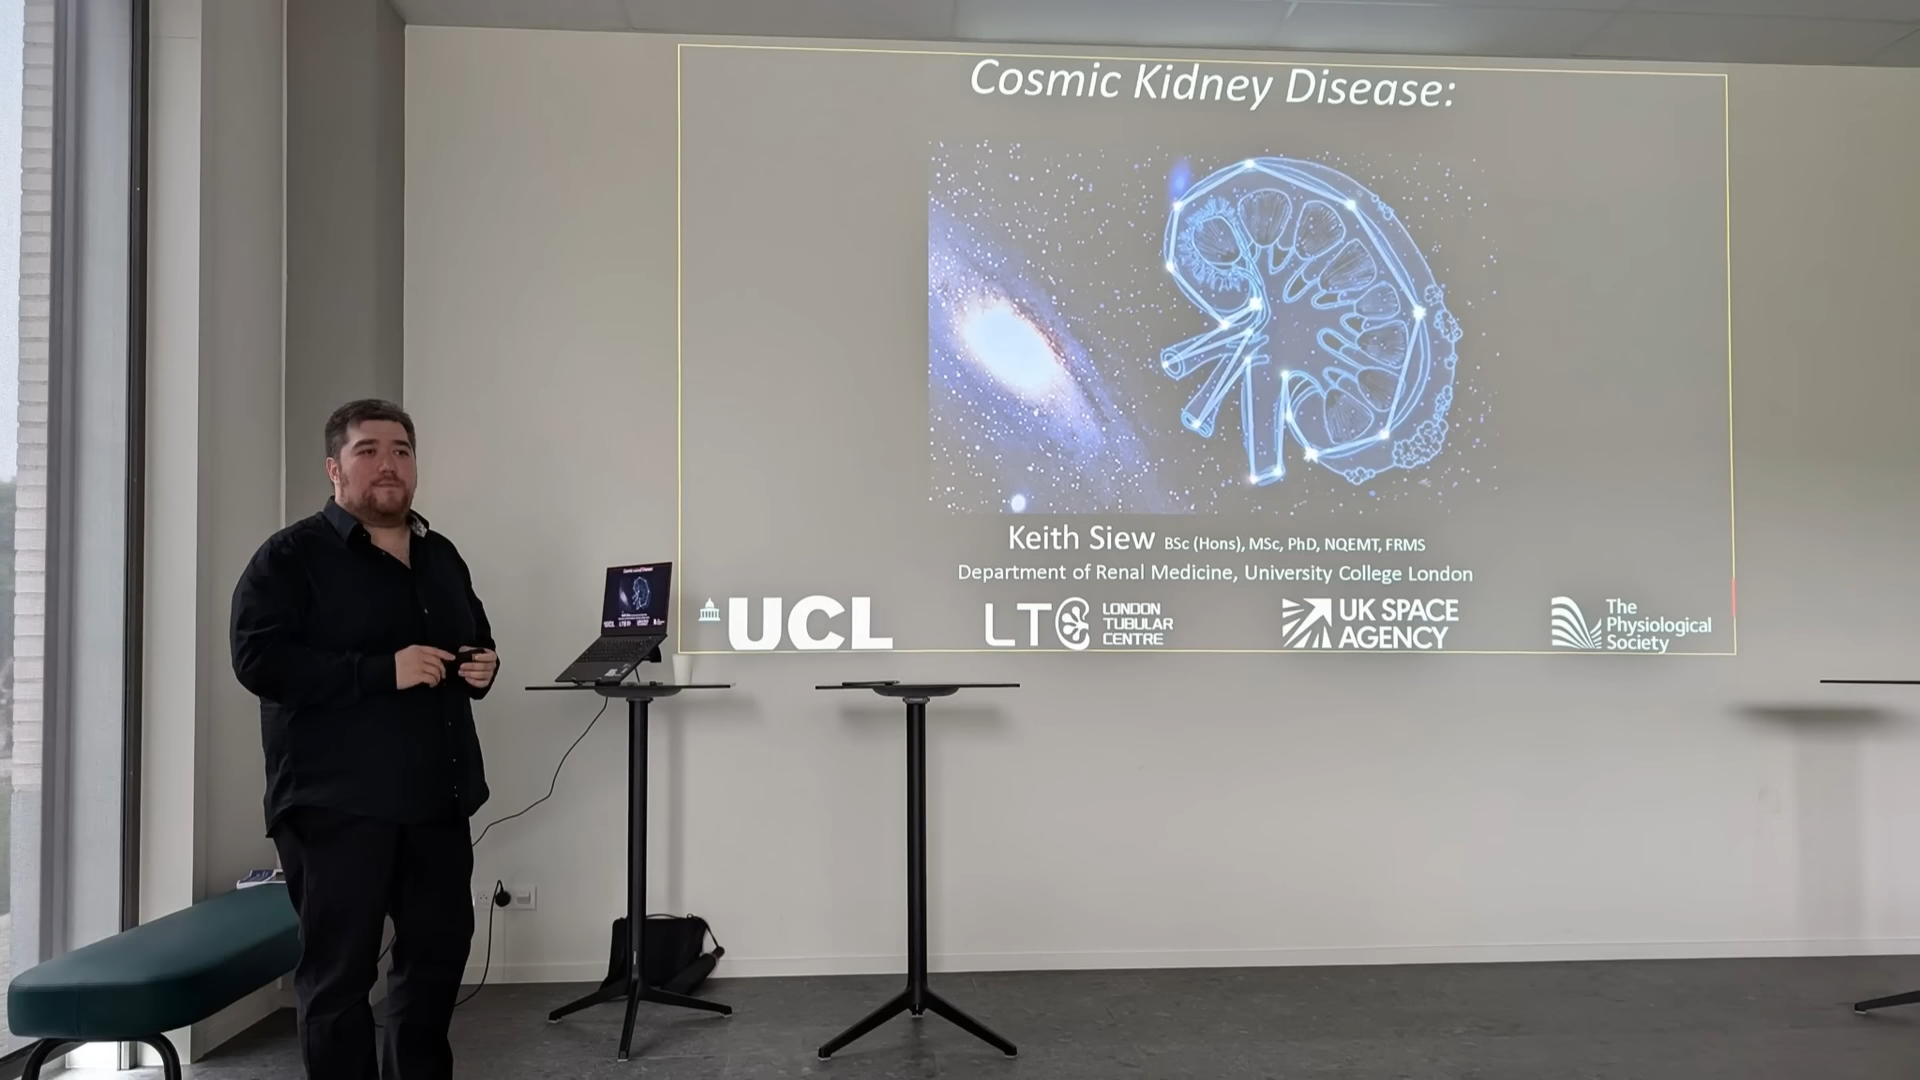 Cosmic Kidney Disease:
Keith Siew BSc (Hons), MSc, PhD, NQEMT, FRMS
Department of Renal Medicine, University College London
UCL
LT
LONDON
TUBULAR
CENTRE
UK SPACE
AGENCY
The
Physiological
Society